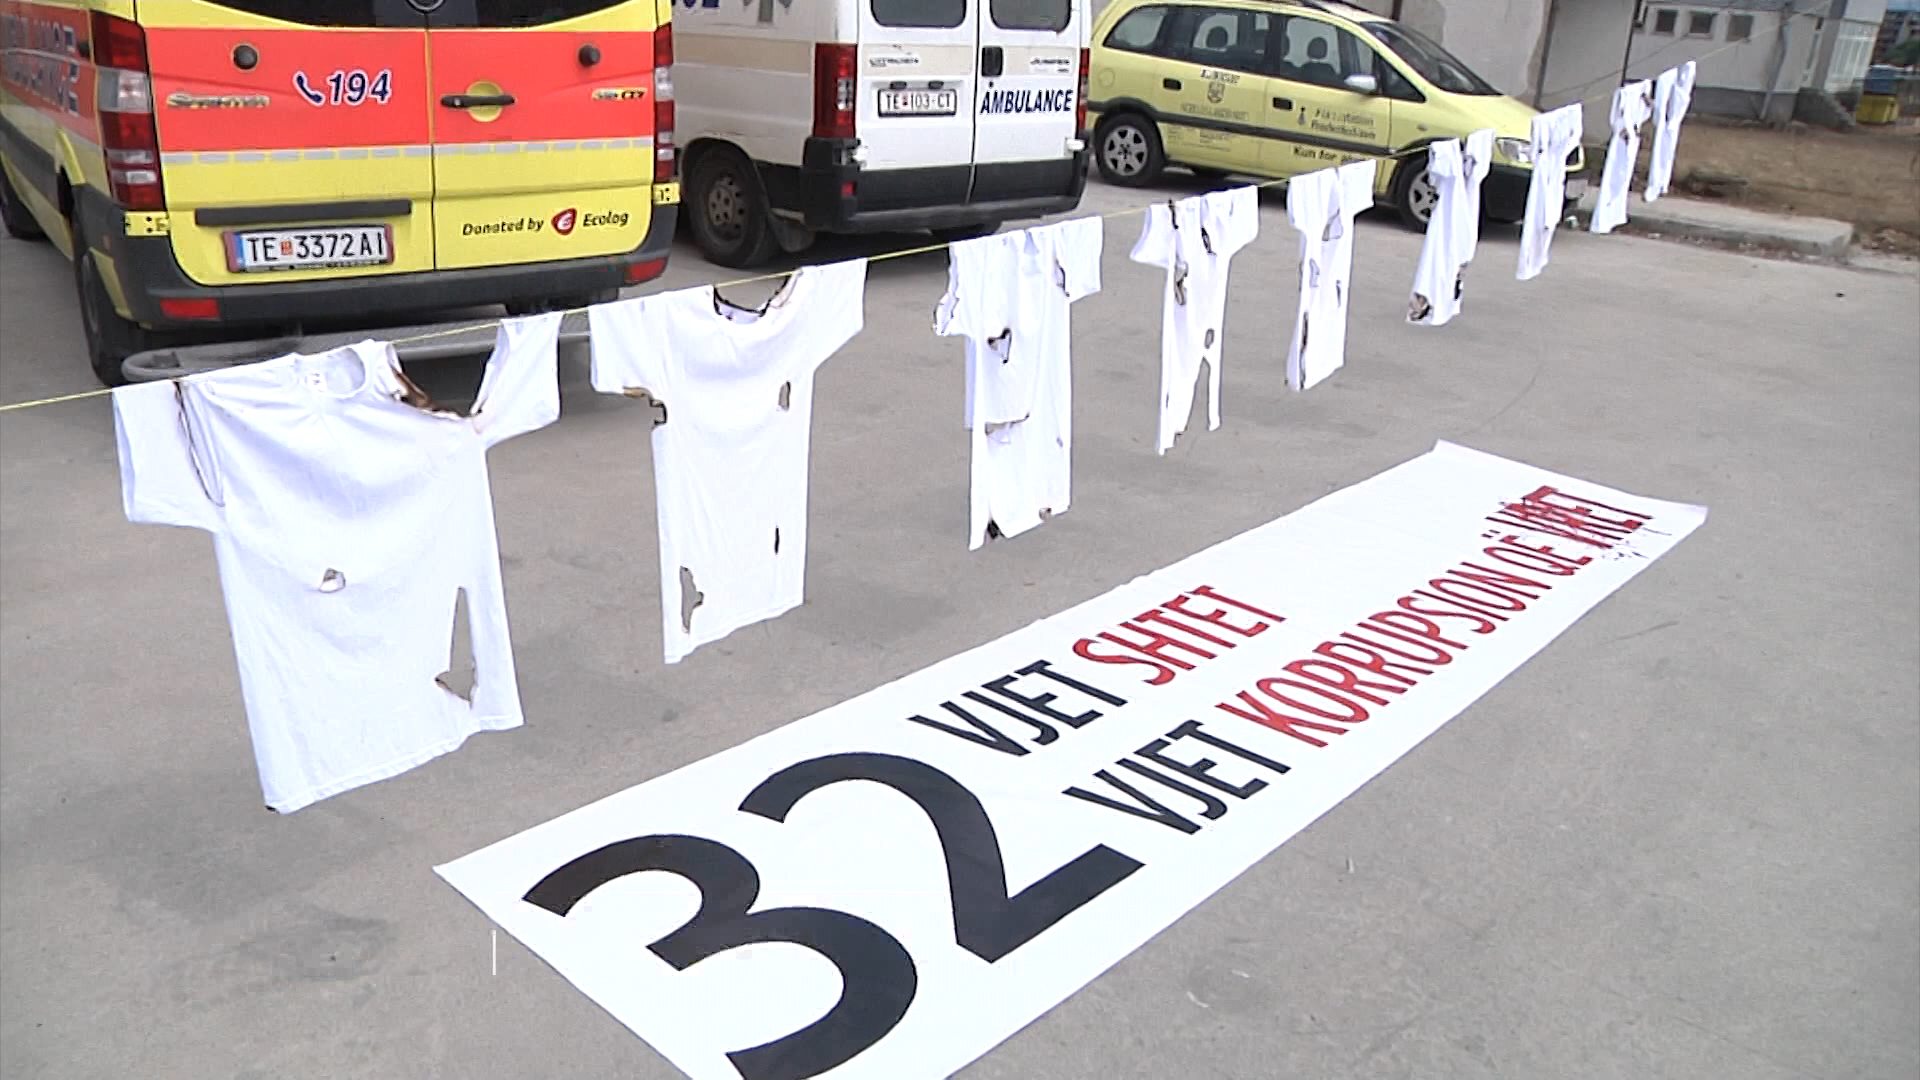 194
TE 3372 AI
Donated by Ecolog
TE 103 CT
AMBULANCE
32
VJET SHTET
VJET KORRUPSION QË VRET